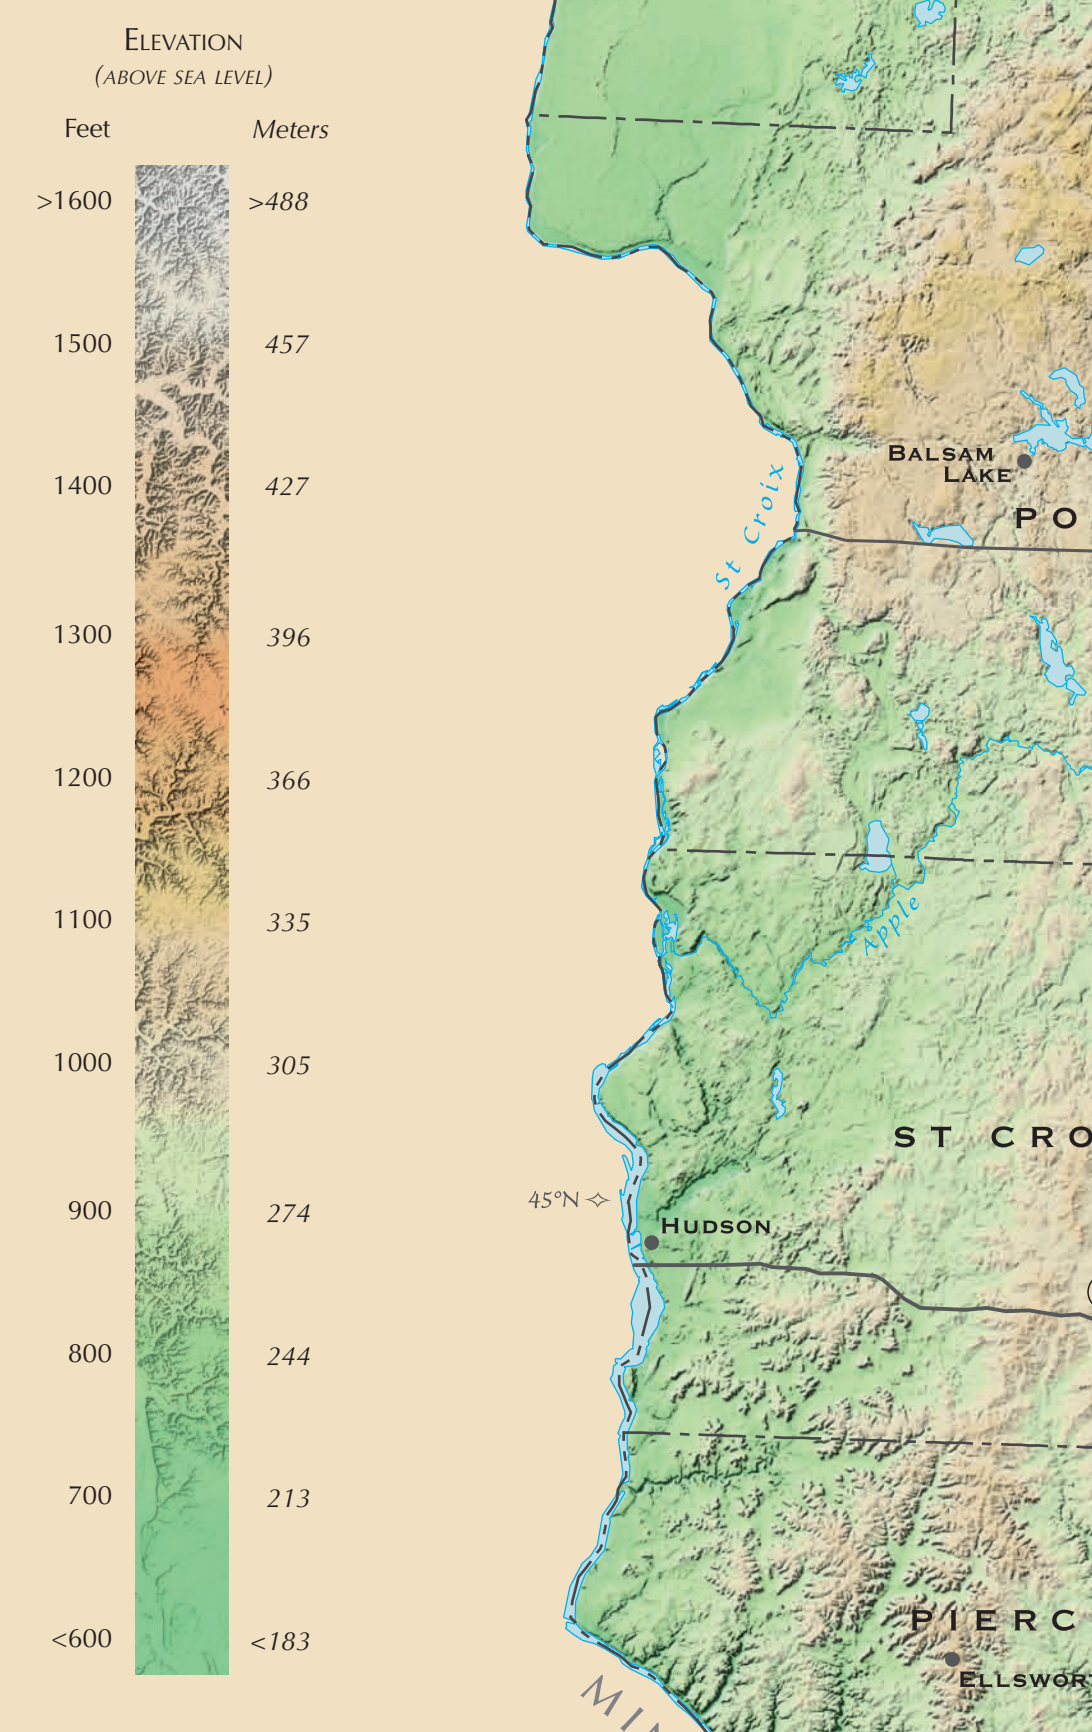 ELEVATION
(ABOVE SEA LEVEL)
Feet Meters
>1600 >488
1500 457
1400 427
1300 396
1200 366
1100 335
1000 305
900 274
800 244
700 213
<600 <183
BALSAM
LAKE
PO
St Croix
Apple
ST CRO
45°N
HUDSON
PIERC
ELLSWOR
MIN